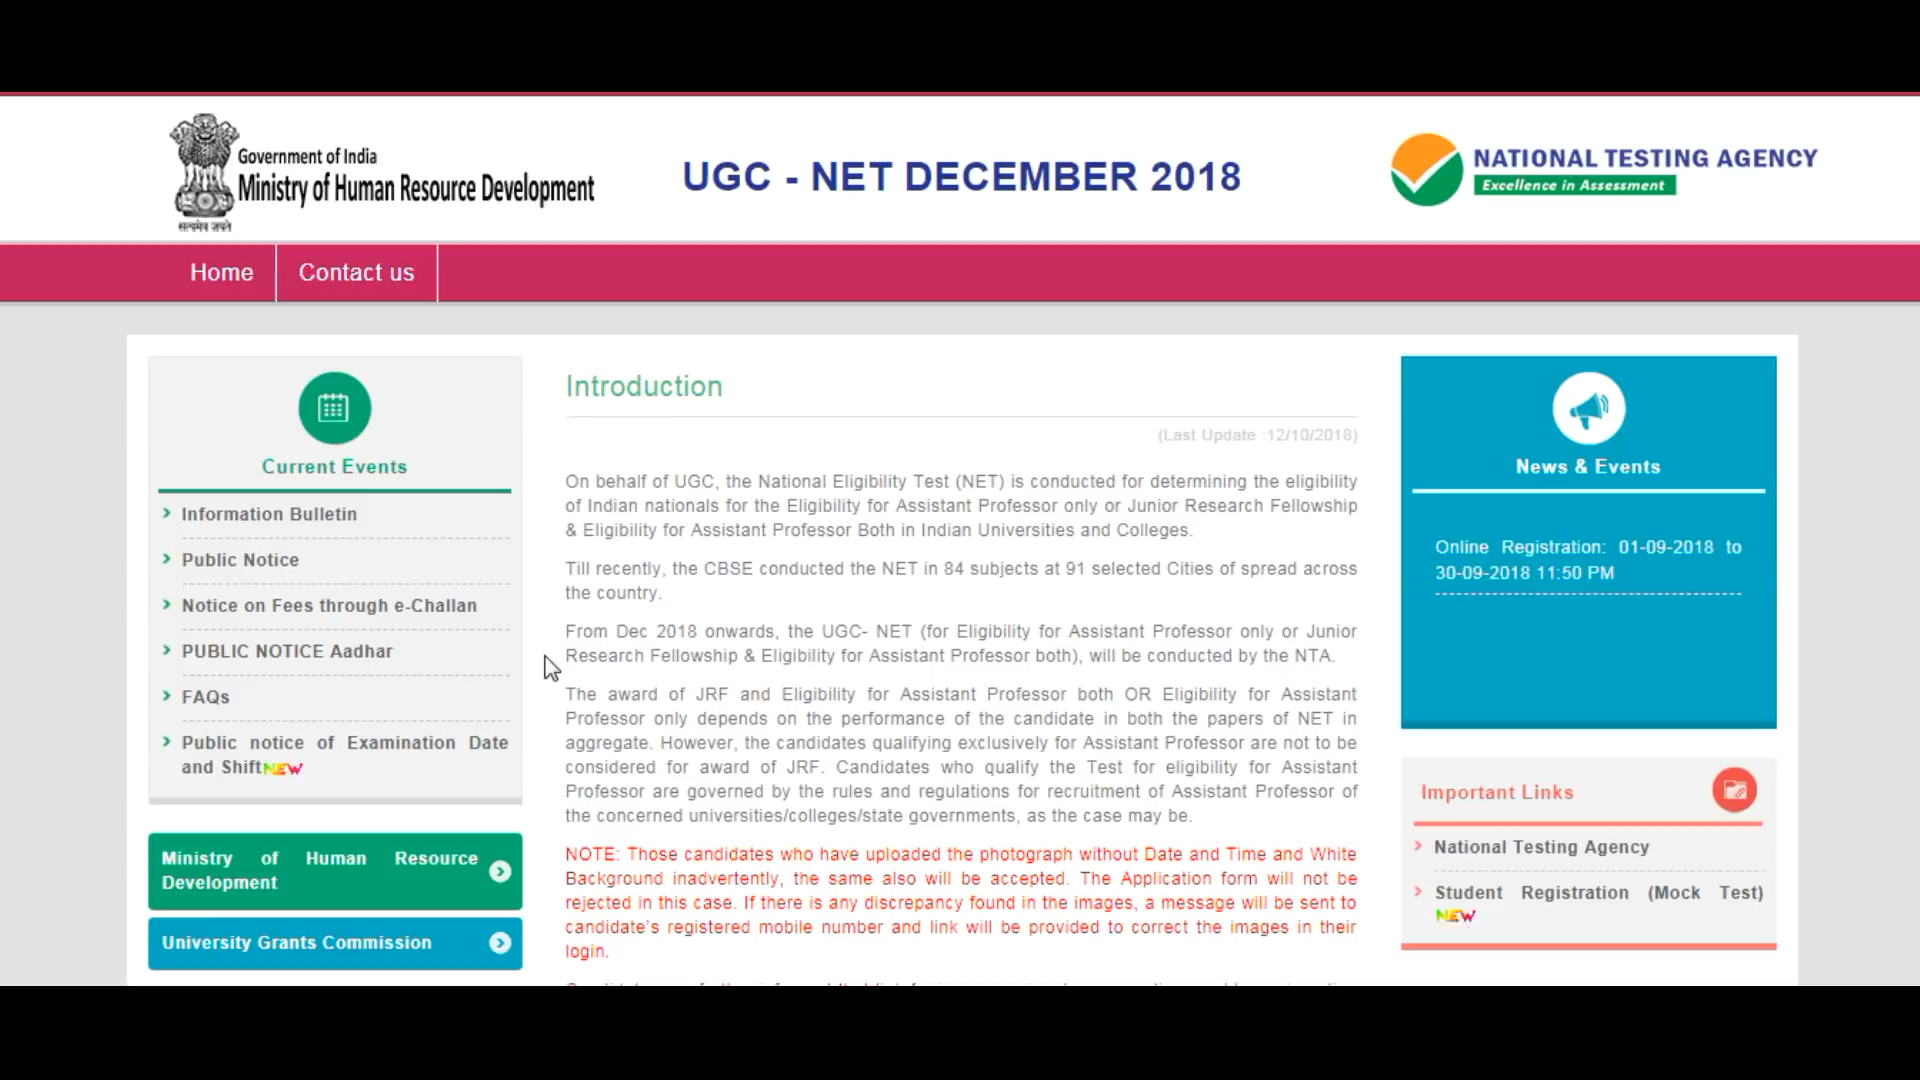 Government of India
Ministry of Human Resource Development
सत्यमेव जयते
UGC - NET DECEMBER 2018
NATIONAL TESTING AGENCY
Excellence in Assessment
Home
Contact us
Current Events
Information Bulletin
Public Notice
Notice on Fees through e-Challan
PUBLIC NOTICE Aadhar
FAQs
Public notice of Examination Date
and Shift NEW
Ministry of Human Resource
Development
University Grants Commission
Introduction
(Last Update :12/10/2018)
On behalf of UGC, the National Eligibility Test (NET) is conducted for determining the eligibility
of Indian nationals for the Eligibility for Assistant Professor only or Junior Research Fellowship
& Eligibility for Assistant Professor Both in Indian Universities and Colleges.
Till recently, the CBSE conducted the NET in 84 subjects at 91 selected Cities of spread across
the country.
From Dec 2018 onwards, the UGC- NET (for Eligibility for Assistant Professor only or Junior
Research Fellowship & Eligibility for Assistant Professor both), will be conducted by the NTA.
The award of JRF and Eligibility for Assistant Professor both OR Eligibility for Assistant
Professor only depends on the performance of the candidate in both the papers of NET in
aggregate. However, the candidates qualifying exclusively for Assistant Professor are not to be
considered for award of JRF. Candidates who qualify the Test for eligibility for Assistant
Professor are governed by the rules and regulations for recruitment of Assistant Professor of
the concerned universities/colleges/state governments, as the case may be.
NOTE: Those candidates who have uploaded the photograph without Date and Time and White
Background inadvertently, the same also will be accepted. The Application form will not be
rejected in this case. If there is any discrepancy found in the images, a message will be sent to
candidate's registered mobile number and link will be provided to correct the images in their
login.
News & Events
Online Registration: 01-09-2018 to
30-09-2018 11:50 PM
Important Links
National Testing Agency
Student Registration (Mock Test)
NEW